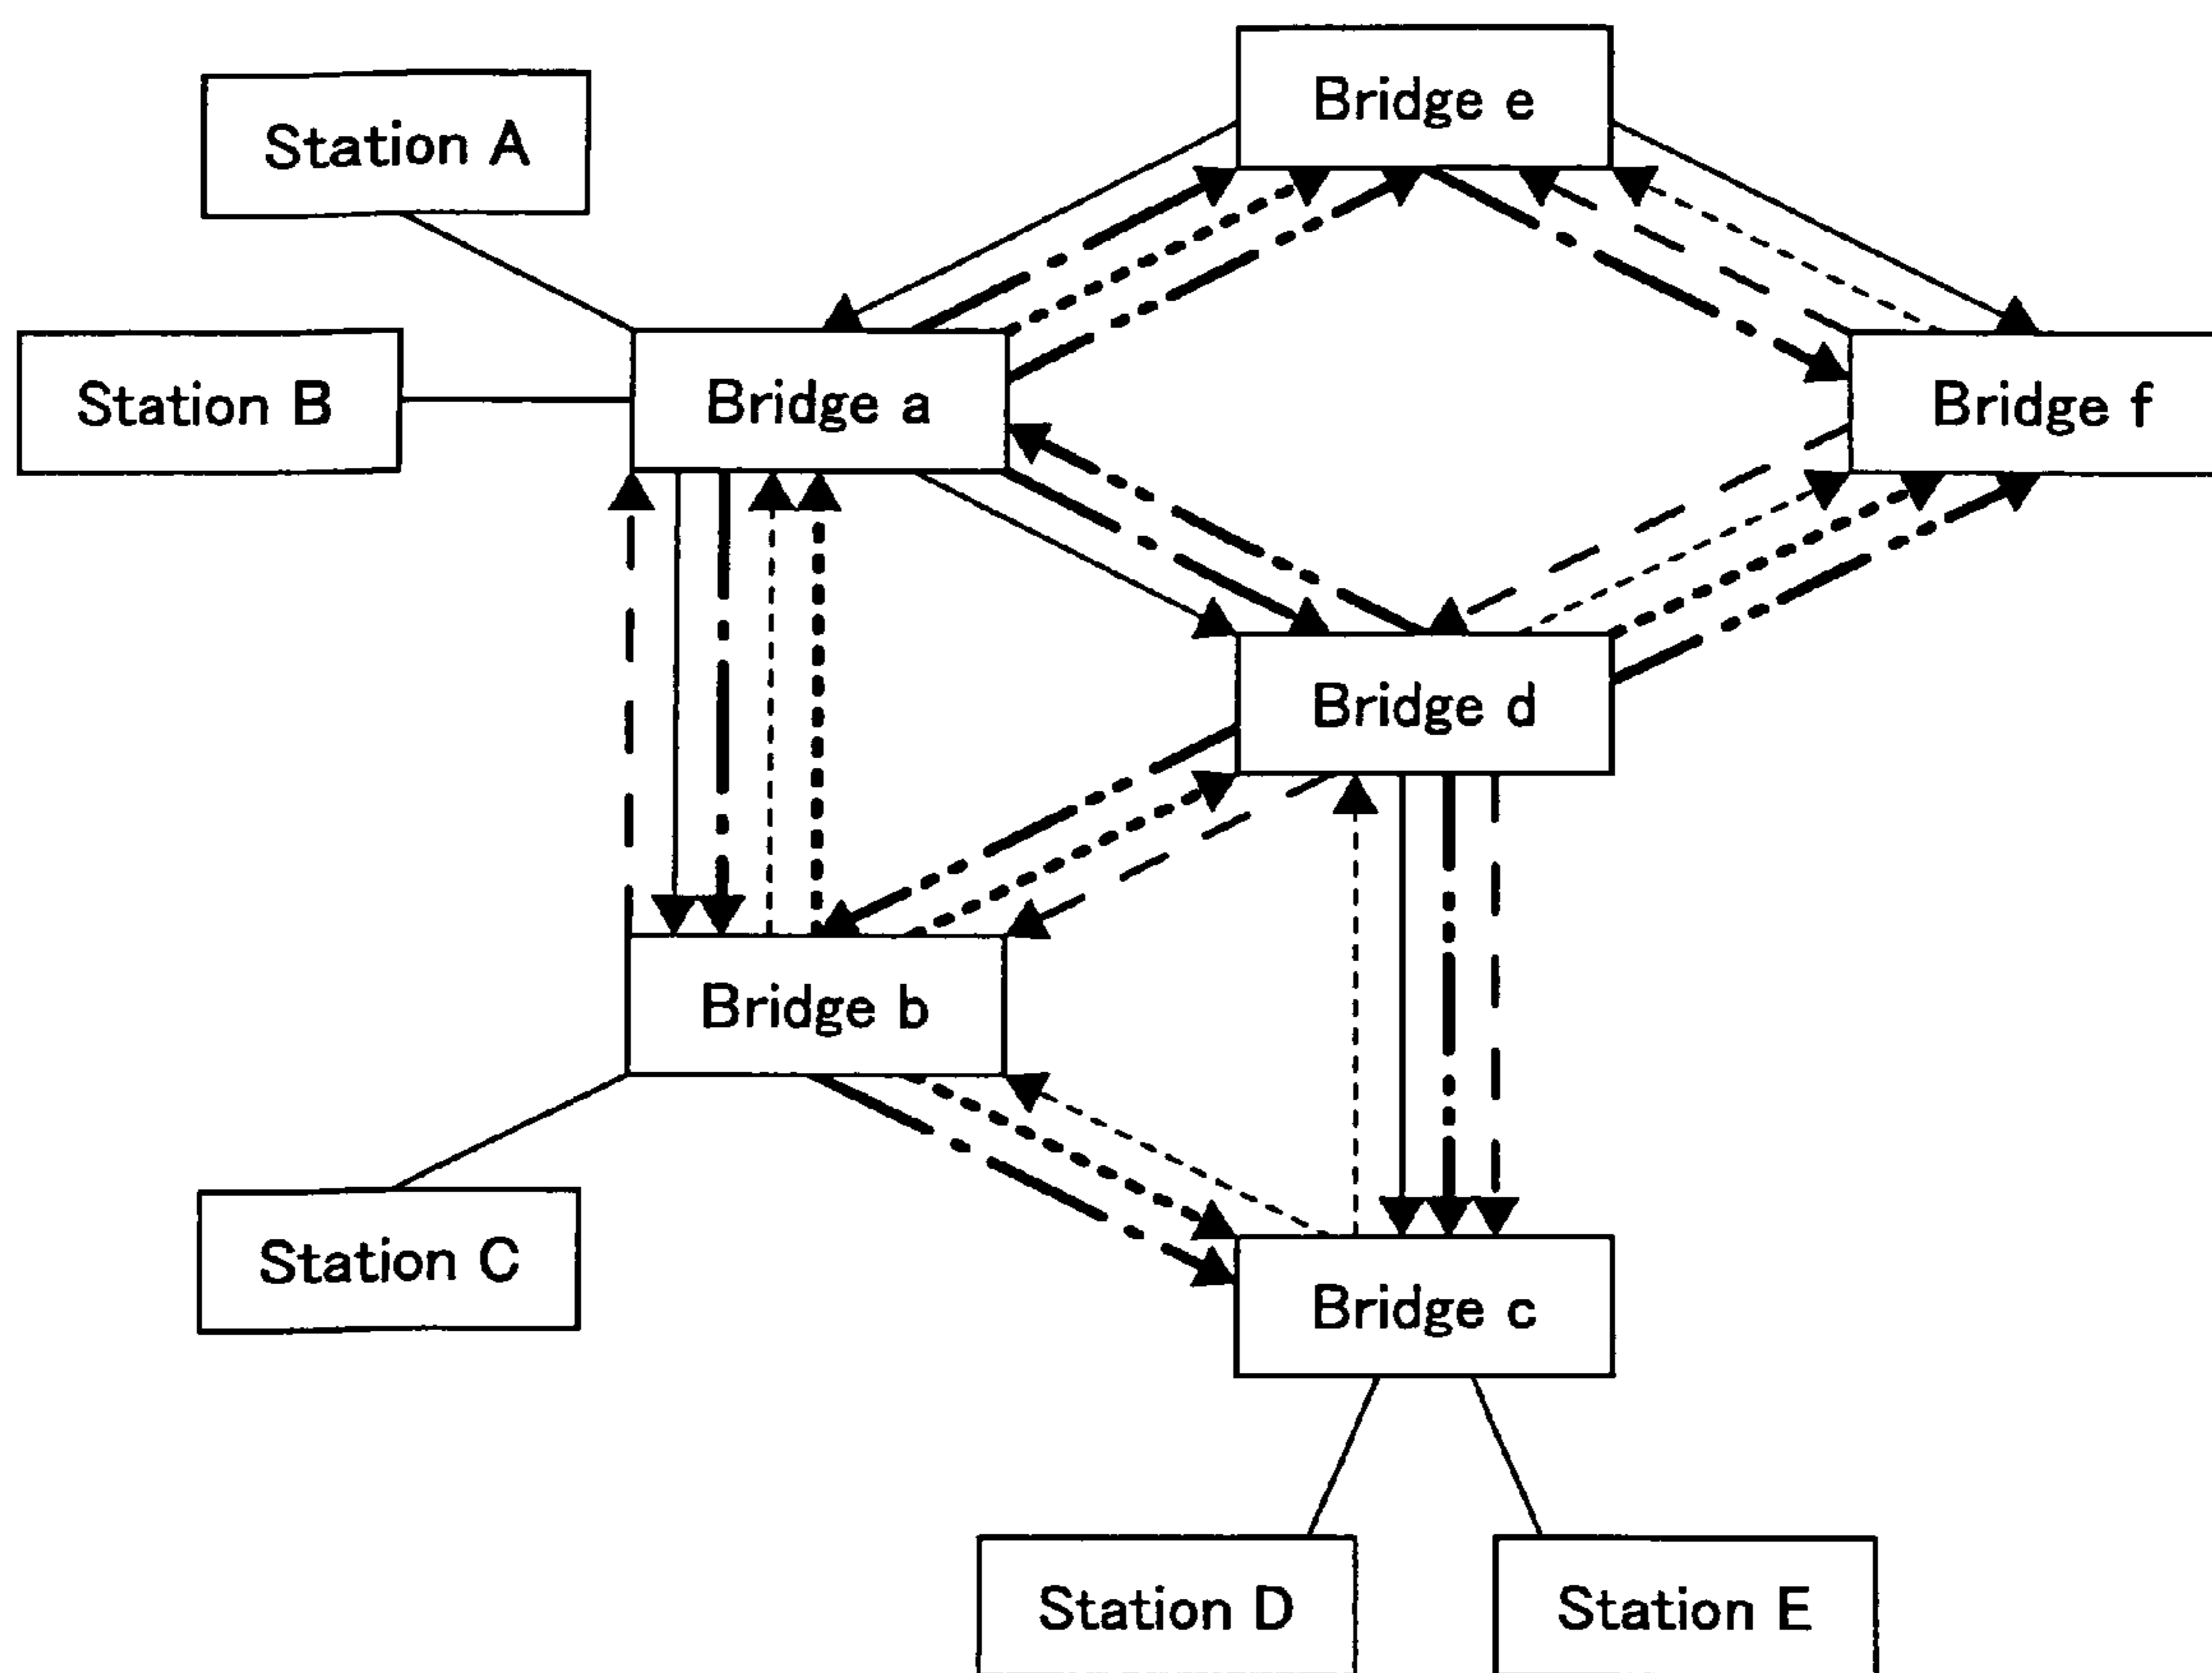 Bridge e
Station A
Station B
Bridge a
Bridge f
Bridge d
Bridge b
Station C
Bridge c
Station D
Station E